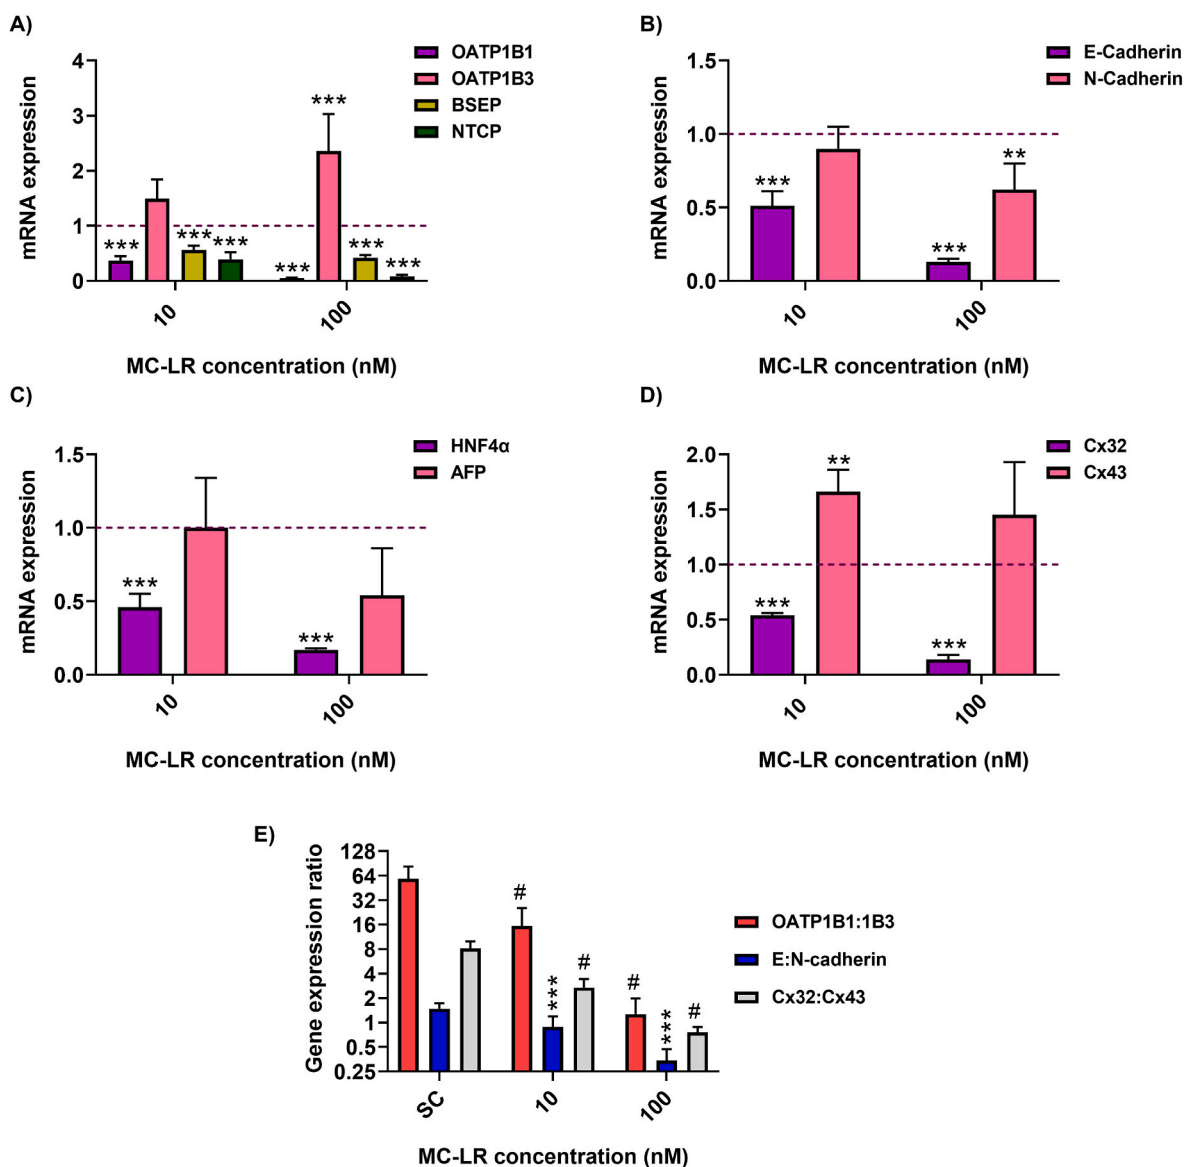 A)
OATP1B1
OATP1B3
BSEP
NTCP
mRNA expression
4
3
2
1
0
***
***
***
***
***
***
***
10
100
MC-LR concentration (nM)
B)
E-Cadherin
N-Cadherin
mRNA expression
1.5
1.0
0.5
0.0
***
***
**
10
100
MC-LR concentration (nM)
C)
HNF4α
AFP
mRNA expression
1.5
1.0
0.5
0.0
***
***
10
100
MC-LR concentration (nM)
D)
Cx32
Cx43
mRNA expression
2.0
1.5
1.0
0.5
0.0
***
**
***
10
100
MC-LR concentration (nM)
E)
Gene expression ratio
128
64
32
16
8
4
2
1
0.5
0.25
#
***
#
#
***
#
SC
10
100
OATP1B1:1B3
E:N-cadherin
Cx32:Cx43
MC-LR concentration (nM)